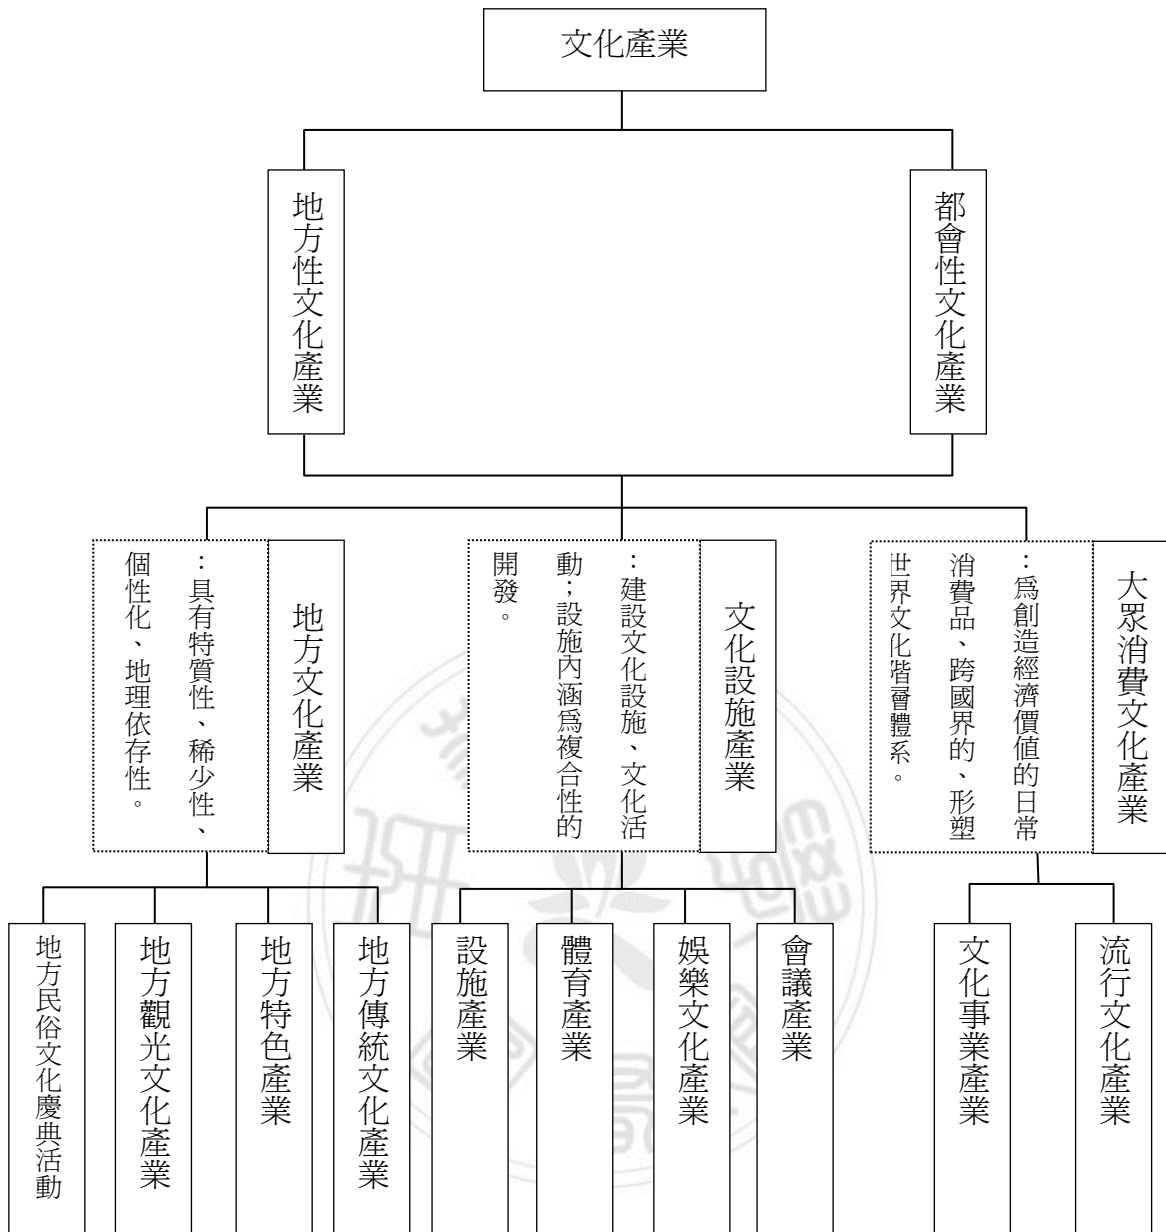 文化產業
都會性文化產業
地方性文化產業
大眾消費文化產業
：為創造經濟價值的日常
消費品、跨國界的、形塑
世界文化階層體系。
文化設施產業
：建設文化設施、文化活
動；設施內涵為複合性的
開發。
地方文化產業
：具有特質性、稀少性、
個性化、地理依存性。
流行文化產業
文化事業產業
會議產業
娛樂文化產業
體育產業
設施產業
地方傳統文化產業
地方特色產業
地方觀光文化產業
地方民俗文化慶典活動